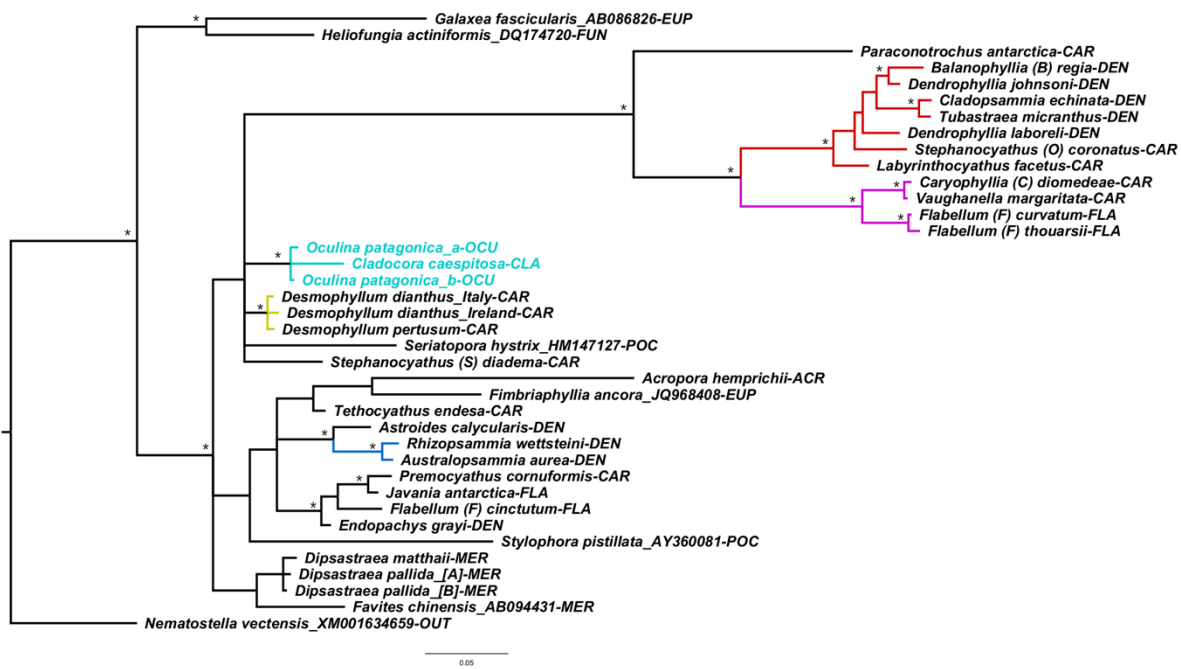 Galaxea fascicularis_AB086826-EUP
Heliofungia actiniformis_DQ174720-FUN
Paraconotrochus antarctica-CAR
Balanophyllia (B) regia-DEN
Dendrophyllia johnsoni-DEN
Cladopsammia echinata-DEN
Tubastraea micranthus-DEN
Dendrophyllia laboreli-DEN
Stephanocyathus (O) coronatus-CAR
Labyrinthocyathus facetus-CAR
Caryophyllia (C) diomedeae-CAR
Vaughanella margaritata-CAR
Flabellum (F) curvatum-FLA
Flabellum (F) thouarsii-FLA
Oculina patagonica_a-OCU
Cladocora caespitosa-CLA
Oculina patagonica_b-OCU
Desmophyllum dianthus_Italy-CAR
Desmophyllum dianthus_Ireland-CAR
Desmophyllum pertusum-CAR
Seriatopora hystrix_HM147127-POC
Stephanocyathus (S) diadema-CAR
Acropora hemprichii-ACR
Fimbriaphyllia ancora_JQ968408-EUP
Tethocyathus endesa-CAR
Astroides calycularis-DEN
Rhizopsammia wettsteini-DEN
Australopsammia aurea-DEN
Premocyathus cornuformis-CAR
Javania antarctica-FLA
Flabellum (F) cinctutum-FLA
Endopachys grayi-DEN
Stylophora pistillata_AY360081-POC
Dipsastraea matthaii-MER
Dipsastraea pallida_[A]-MER
Dipsastraea pallida_[B]-MER
Favites chinensis_AB094431-MER
Nematostella vectensis_XM001634659-OUT
0.05